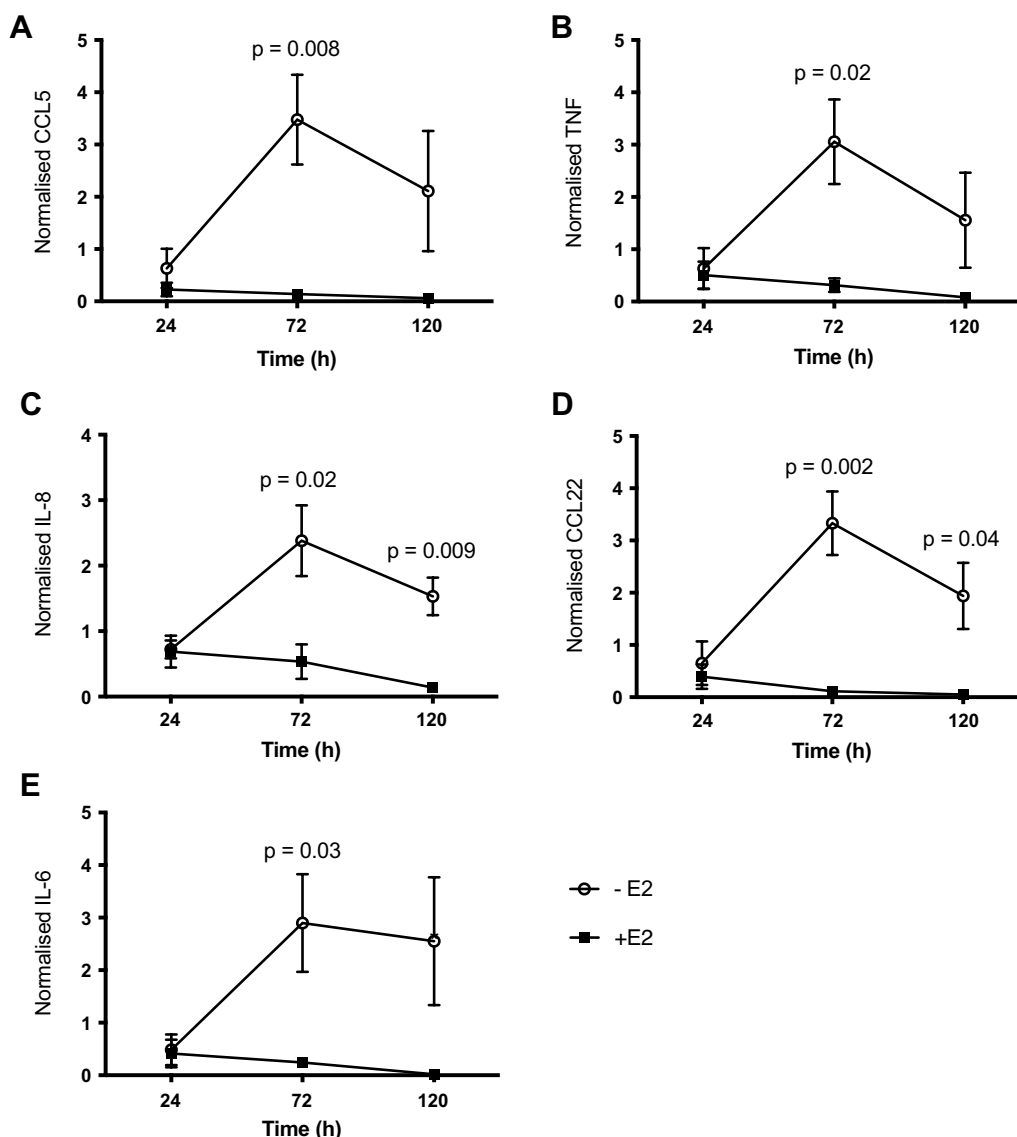 A
Normalised CCL5
5
4
3
2
1
0
p = 0.008
24 72 120
Time (h)
B
Normalised TNF
5
4
3
2
1
0
p = 0.02
24 72 120
Time (h)
C
Normalised IL-8
4
3
2
1
0
p = 0.02
p = 0.009
24 72 120
Time (h)
D
Normalised CCL22
5
4
3
2
1
0
p = 0.002
p = 0.04
24 72 120
Time (h)
E
Normalised IL-6
5
4
3
2
1
0
p = 0.03
24 72 120
Time (h)
- E2
+E2